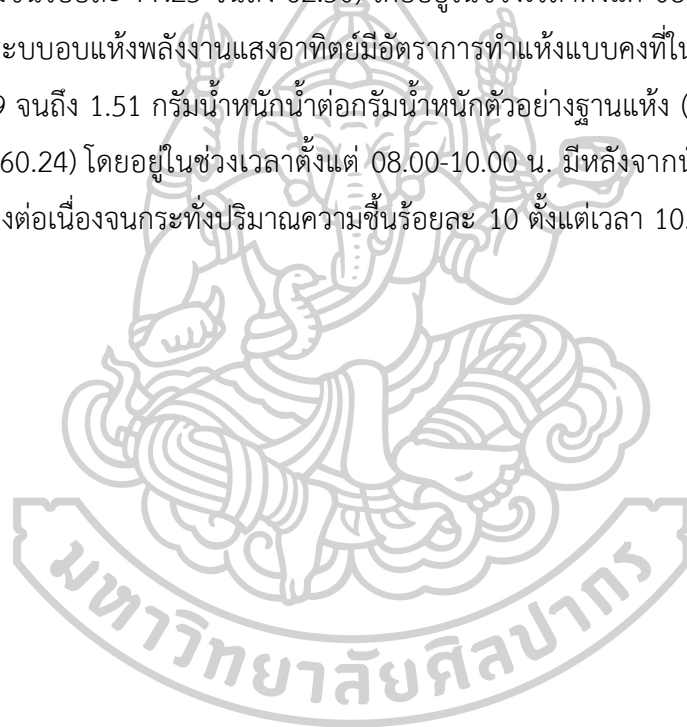 ระบบอบแห้งพลังงานแสงอาทิตย์มีอัตราการทำแห้งแบบคงที่ใน
9 จนถึง 1.51 กรัมน้ำหนักน้ำต่อกรัมน้ำหนักตัวอย่างฐานแห้ง (
60.24) โดยอยู่ในช่วงเวลาตั้งแต่ 08.00-10.00 น. มีหลังจากนั
งต่อเนื่องจนกระทั่งปริมาณความชื้นร้อยละ 10 ตั้งแต่เวลา 10.
มหาวิทยาลัยศิลปากร